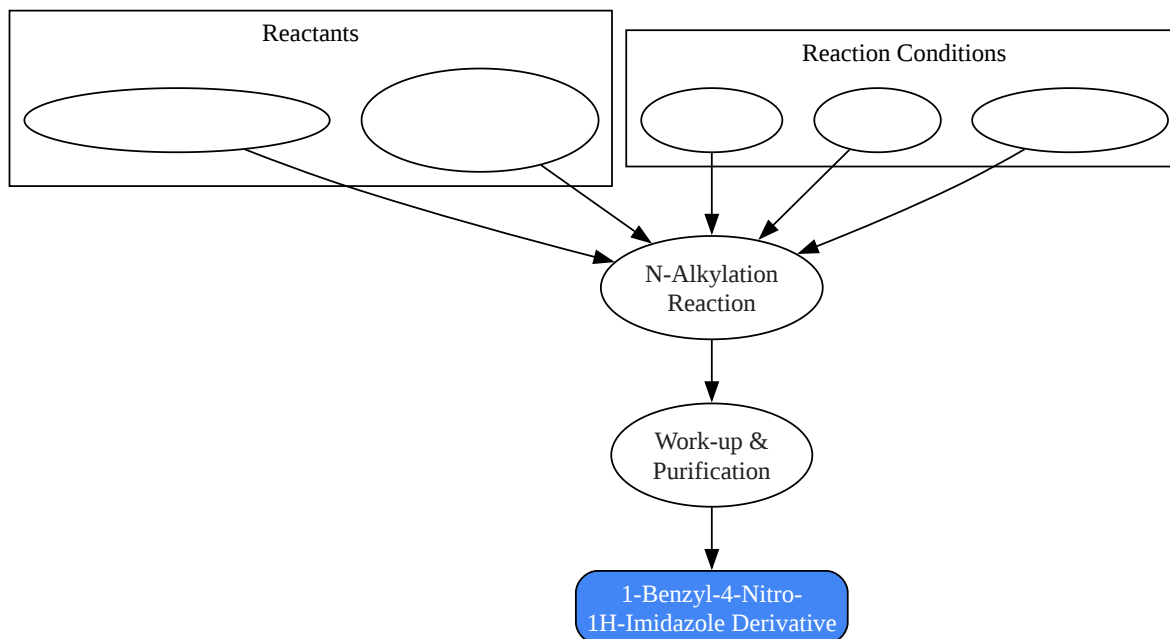 Reactants
Reaction Conditions
N-Alkylation
Reaction
Work-up &
Purification
1-Benzyl-4-Nitro-
1H-Imidazole Derivative